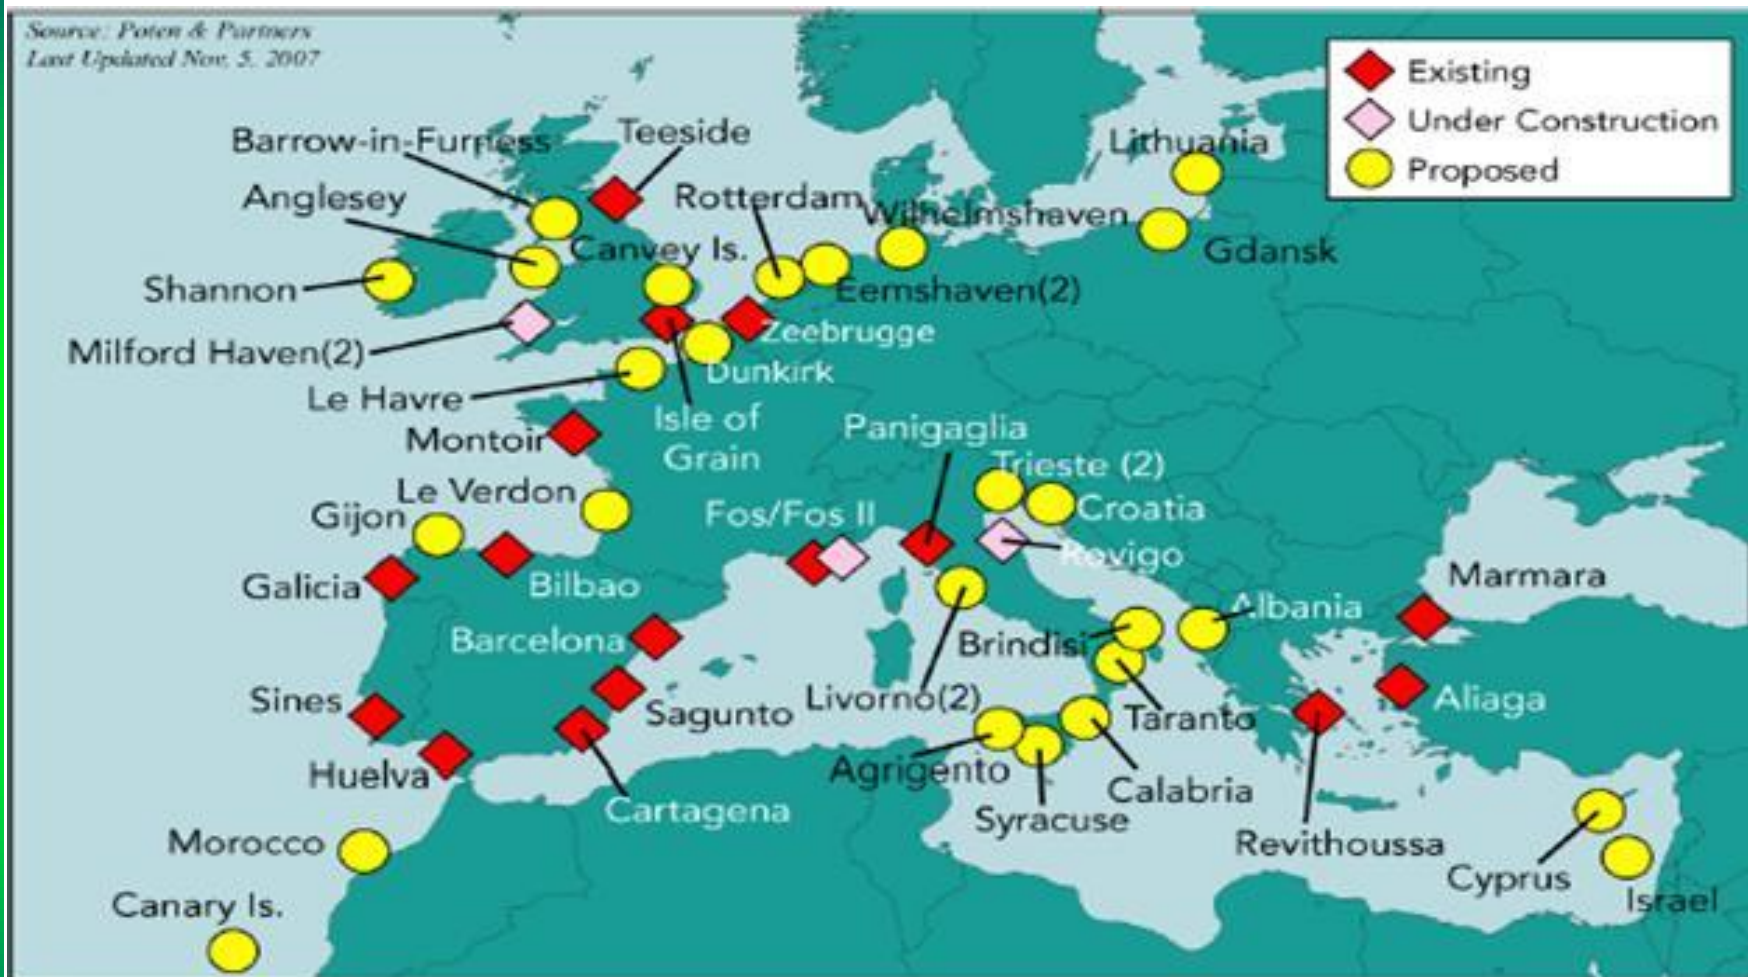 Source: Poten & Partners
Last Updated Nov. 5, 2007
Existing
Under Construction
Proposed
Barrow-in-Furness
Teeside
Lithuania
Anglesey
Rotterdam
Wilhelmshaven
Canvey Is.
Gdansk
Shannon
Eemshaven(2)
Milford Haven(2)
Zeebrugge
Dunkirk
Le Havre
Isle of
Grain
Montoir
Panigaglia
Trieste (2)
Le Verdon
Gijon
Fos/Fos II
Croatia
Rovigo
Galicia
Bilbao
Marmara
Albania
Barcelona
Brindisi
Sines
Sagunto
Livorno(2)
Taranto
Aliaga
Huelva
Agrigento
Calabria
Cartagena
Syracuse
Morocco
Revithoussa
Cyprus
Israel
Canary Is.